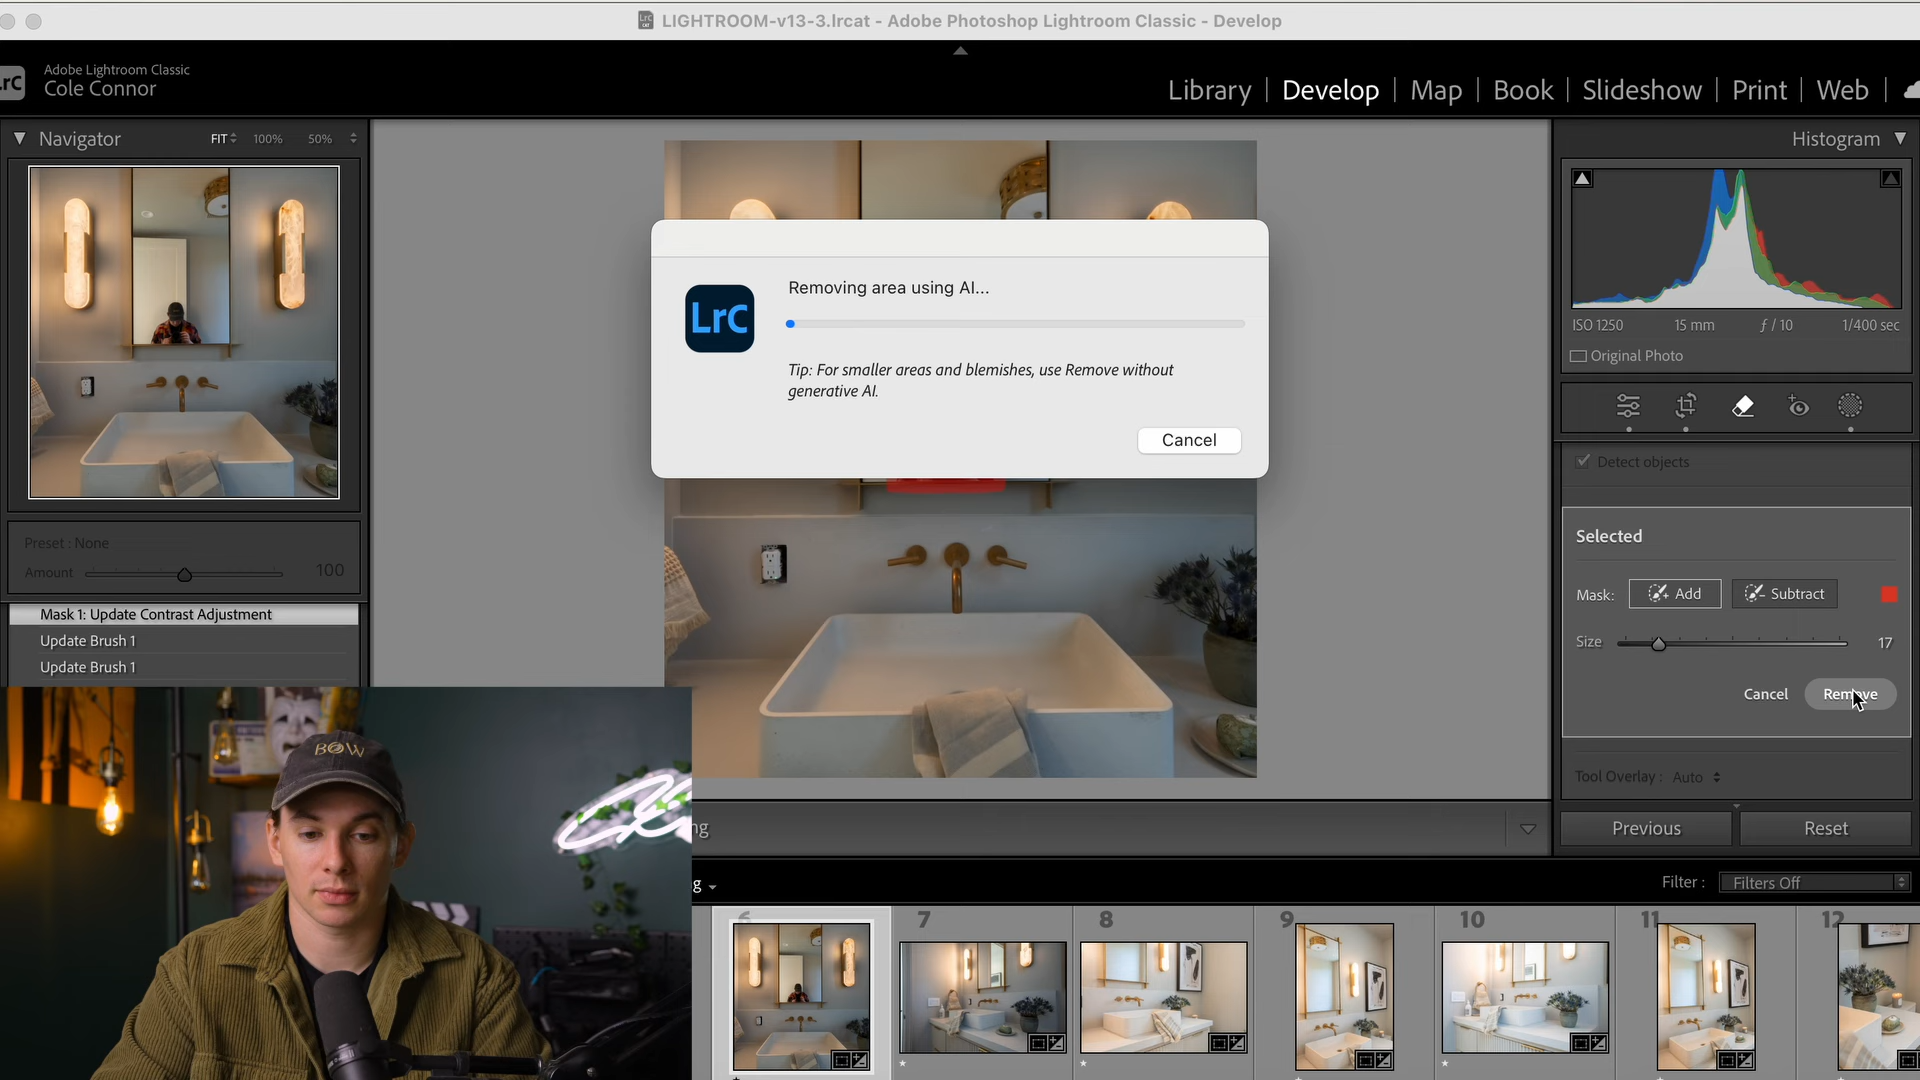 LIGHTROOM-v13-3.lrcat - Adobe Photoshop Lightroom Classic - Develop
LrC
Adobe Lightroom Classic
Cole Connor
Library | Develop | Map | Book | Slideshow | Print | Web |
Navigator
FIT
100%
50%
Histogram
ISO 1250
15 mm
ƒ / 10
1/400 sec
Original Photo
LrC
Removing area using AI...
Tip: For smaller areas and blemishes, use Remove without
generative AI.
Cancel
Detect objects
Selected
Mask:
Add
Subtract
Size
17
Cancel
Remove
Tool Overlay : Auto
Previous
Reset
Preset : None
Amount
100
Mask 1: Update Contrast Adjustment
Update Brush 1
Update Brush 1
BOW
ng
g
Filter :
Filters Off
6
7
8
9
10
11
12